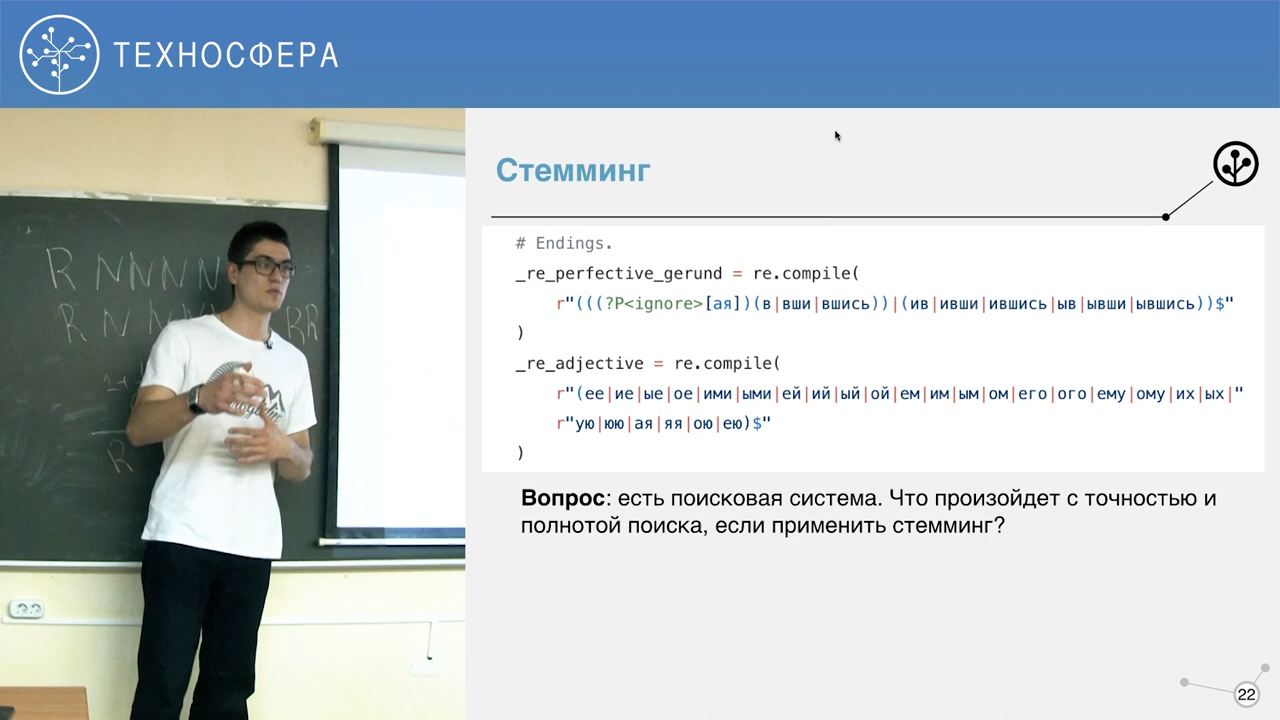 ТЕХНОСФЕРА
R N N N N
R N N
RR
R
Стемминг
# Endings.
_re_perfective_gerund = re.compile(
r"(((?P<ignore>[ая])(в|вши|вшись))|(ив|ивши|ившись|ыв|ывши|ывшись))$"
)
_re_adjective = re.compile(
r"(ее|ие|ые|ое|ими|ыми|ей|ий|ый|ой|ем|им|ым|ом|его|ого|ему|ому|их|ых|"
r"ую|юю|ая|яя|ою|ею)$"
)
Вопрос: есть поисковая система. Что произойдет с точностью и
полнотой поиска, если применить стемминг?
22